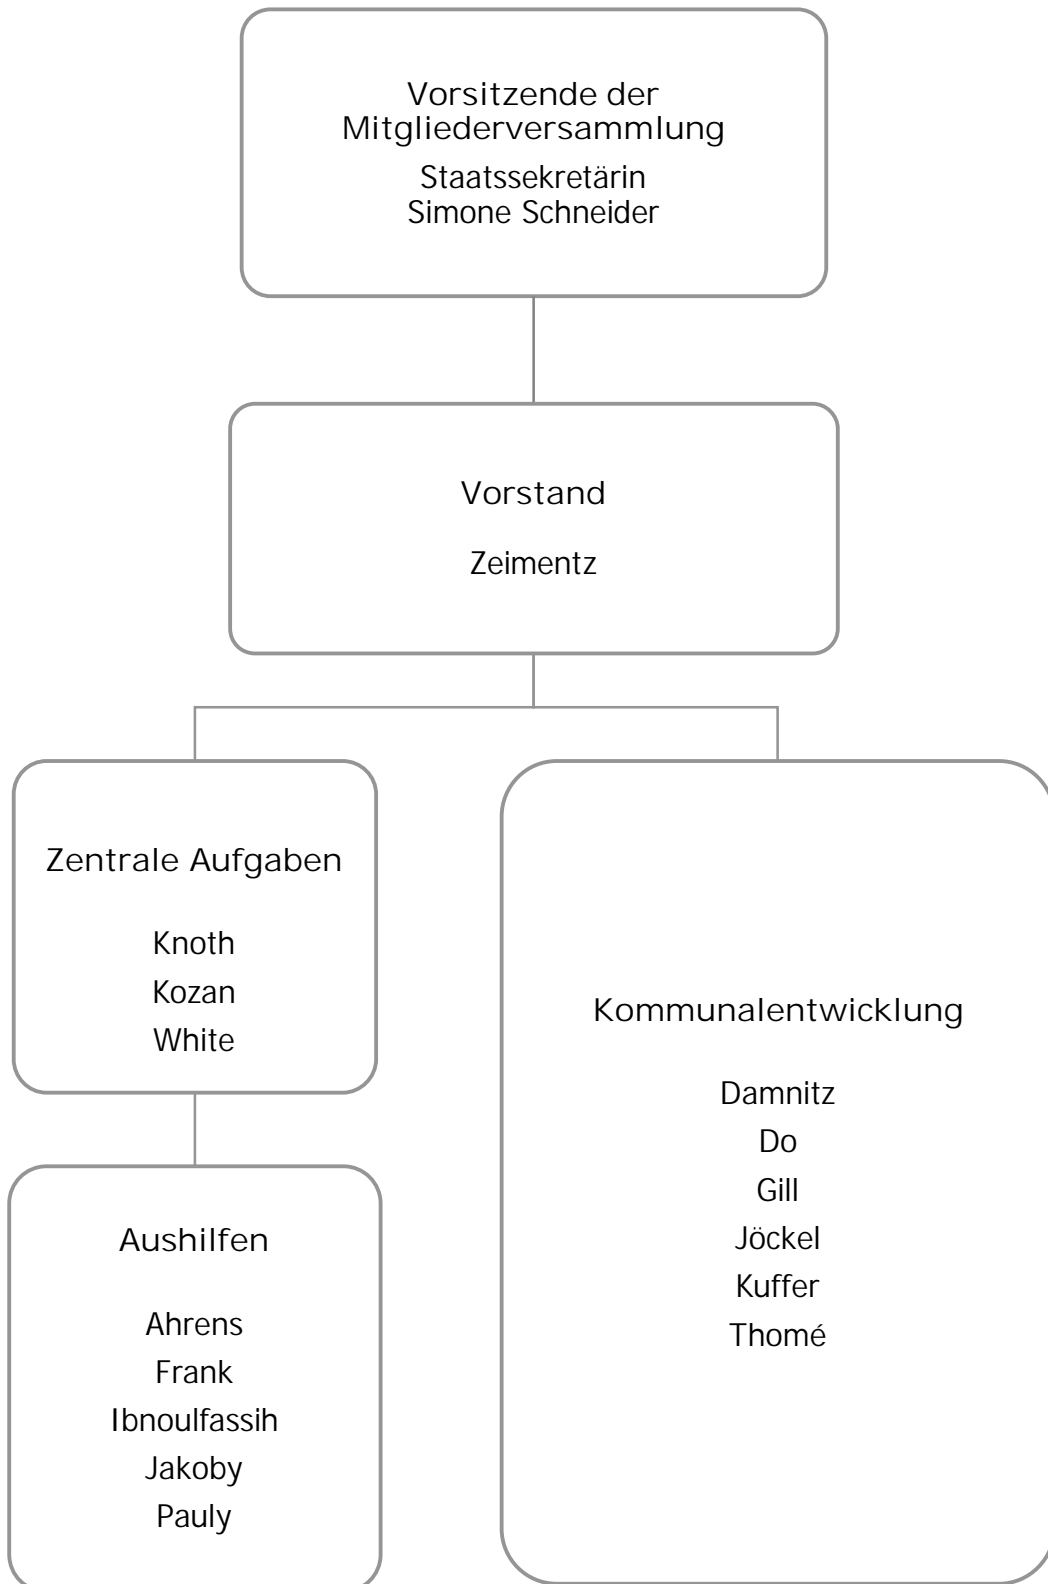 Vorsitzende der
Mitgliederversammlung
Staatssekretärin
Simone Schneider
Vorstand
Zeimentz
Zentrale Aufgaben
Knoth
Kozan
White
Aushilfen
Ahrens
Frank
Ibnoulfassih
Jakoby
Pauly
Kommunalentwicklung
Damnitz
Do
Gill
Jöckel
Kuffer
Thomé